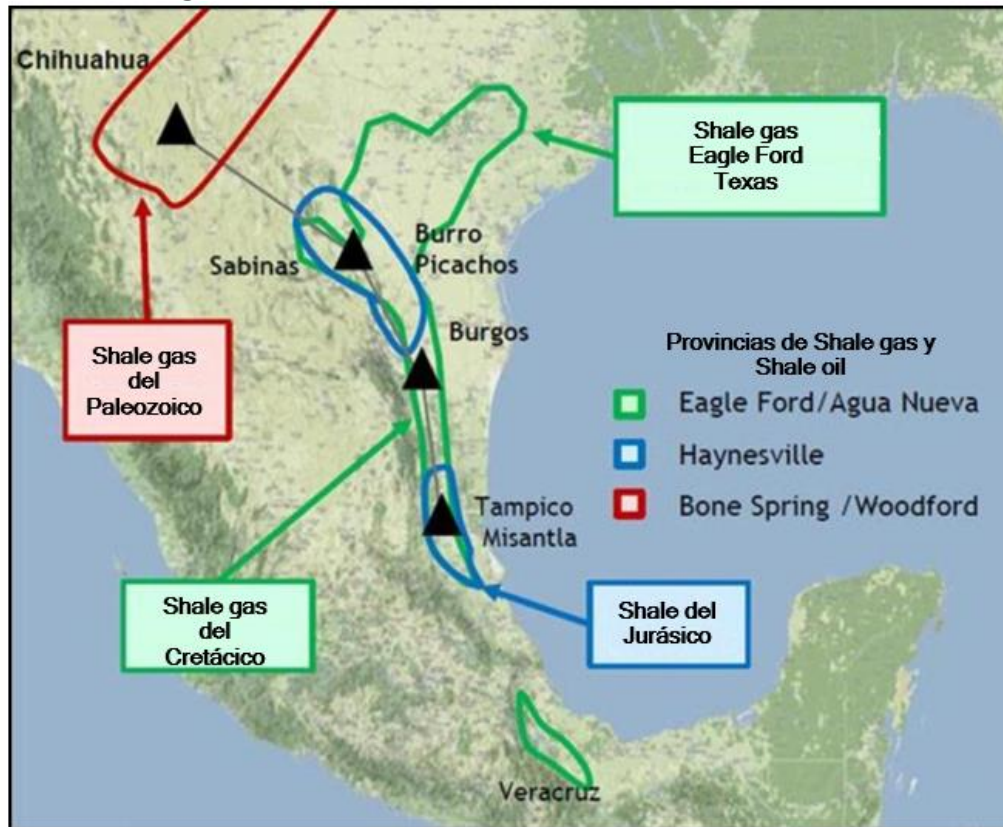 Chihuahua
Shale gas
Eagle Ford
Texas
Burro
Picachos
Sabinas
Burgos
Shale gas
del
Paleozoico
Provincias de Shale gas y
Shale oil
Eagle Ford/Agua Nueva
Haynesville
Bone Spring /Woodford
Tampico
Misantla
Shale gas
del
Cretácico
Shale del
Jurásico
Veracruz